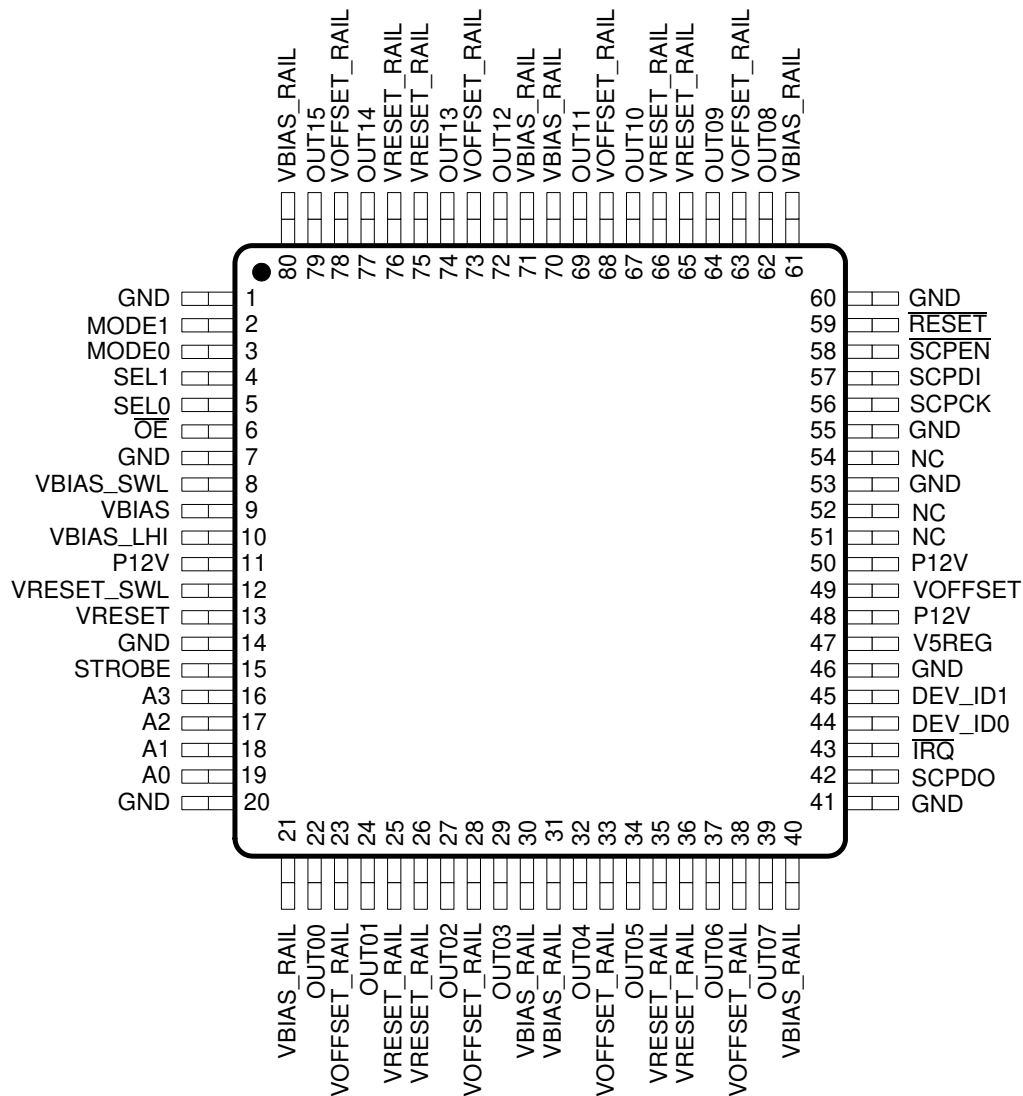 VBIAS_RAIL
OUT15
VOFFSET_RAIL
OUT14
VRESET_RAIL
VRESET_RAIL
OUT13
VOFFSET_RAIL
OUT12
VBIAS_RAIL
VBIAS_RAIL
OUT11
VOFFSET_RAIL
OUT10
VRESET_RAIL
VRESET_RAIL
OUT09
VOFFSET_RAIL
OUT08
VBIAS_RAIL
80
79
78
77
76
75
74
73
72
71
70
69
68
67
66
65
64
63
62
61
GND 1
MODE1 2
MODE0 3
SEL1 4
SEL0 5
OE 6
GND 7
VBIAS_SWL 8
VBIAS 9
VBIAS_LHI 10
P12V 11
VRESET_SWL 12
VRESET 13
GND 14
STROBE 15
A3 16
A2 17
A1 18
A0 19
GND 20
60 GND
59 RESET
58 SCPEN
57 SCPDI
56 SCPCK
55 GND
54 NC
53 GND
52 NC
51 NC
50 P12V
49 VOFFSET
48 P12V
47 V5REG
46 GND
45 DEV_ID1
44 DEV_ID0
43 IRQ
42 SCPDO
41 GND
21
22
23
24
25
26
27
28
29
30
31
32
33
34
35
36
37
38
39
40
VBIAS_RAIL
OUT00
VOFFSET_RAIL
OUT01
VRESET_RAIL
VRESET_RAIL
OUT02
VOFFSET_RAIL
OUT03
VBIAS_RAIL
VBIAS_RAIL
OUT04
VOFFSET_RAIL
OUT05
VRESET_RAIL
VRESET_RAIL
OUT06
VOFFSET_RAIL
OUT07
VBIAS_RAIL